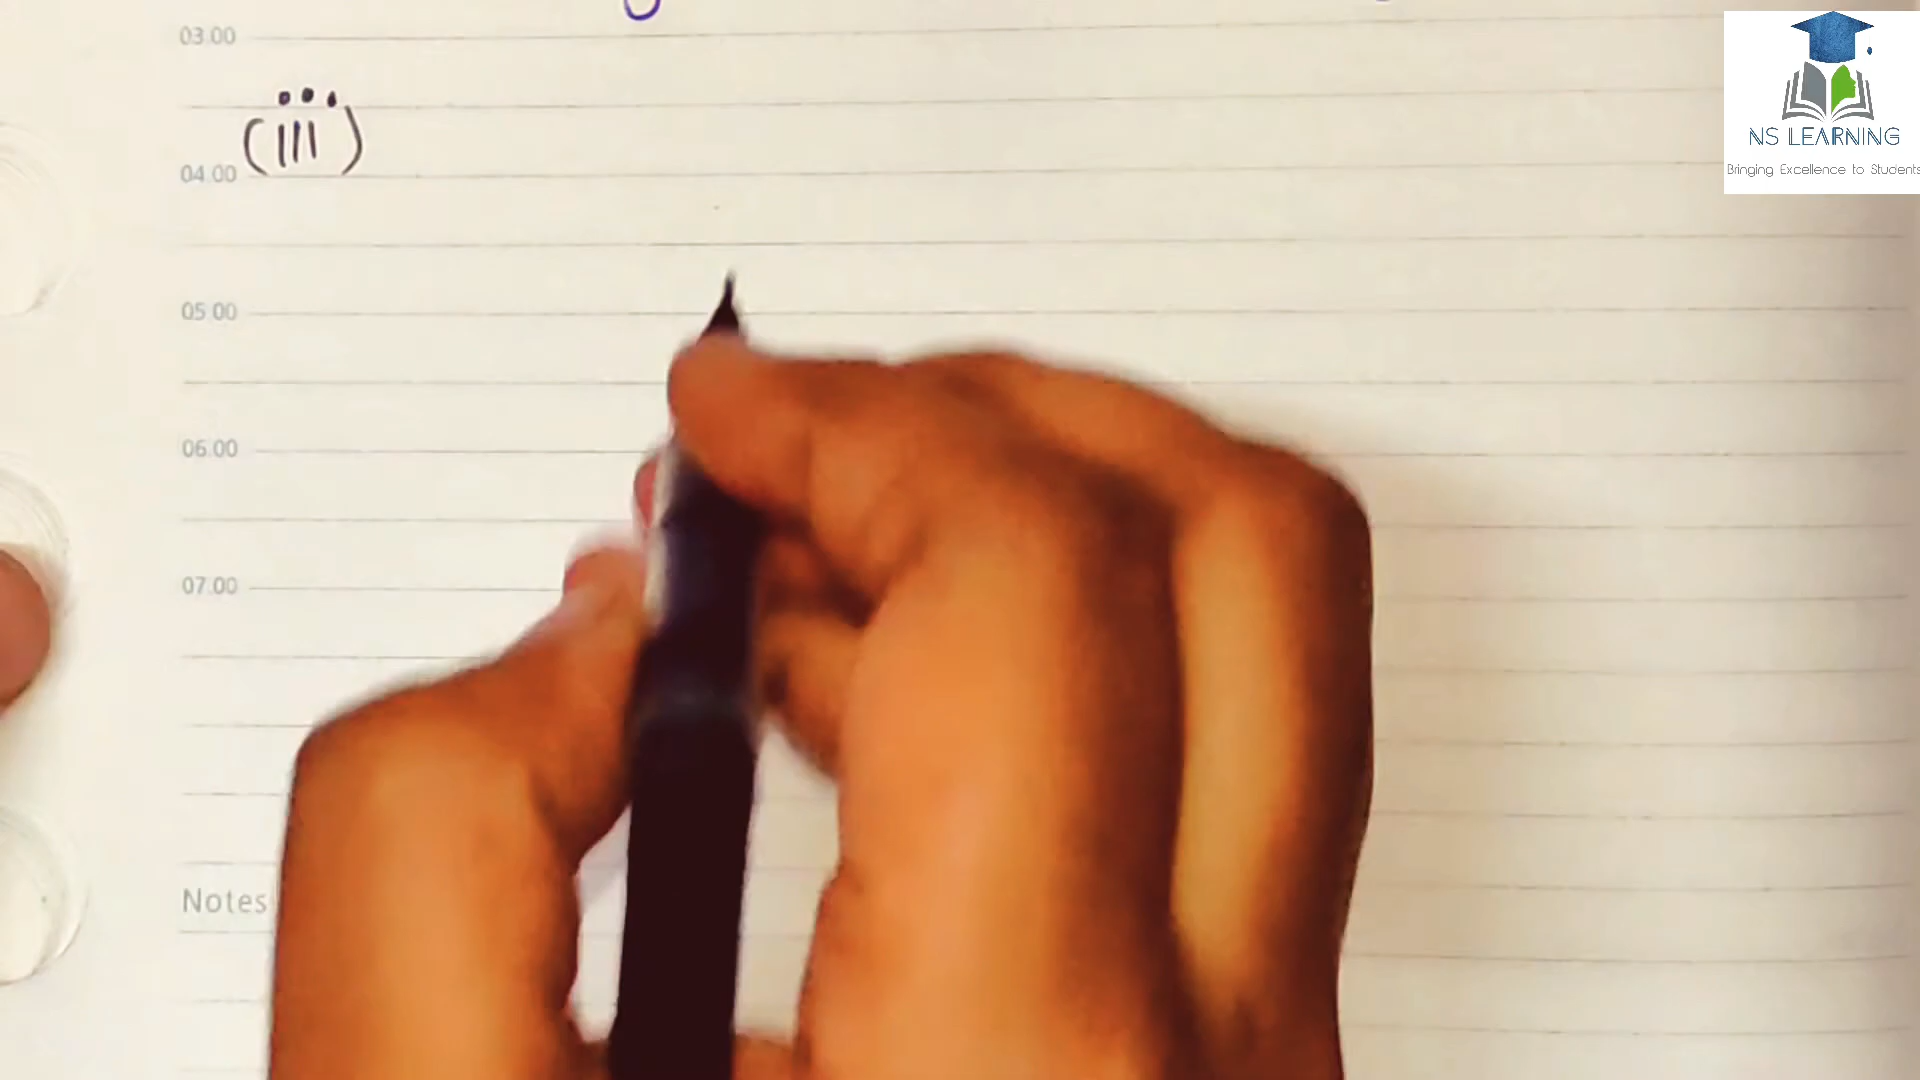 03.00
(iii)
04.00
05.00
06.00
07.00
Notes
NS LEARNING
Bringing Excellence to Students